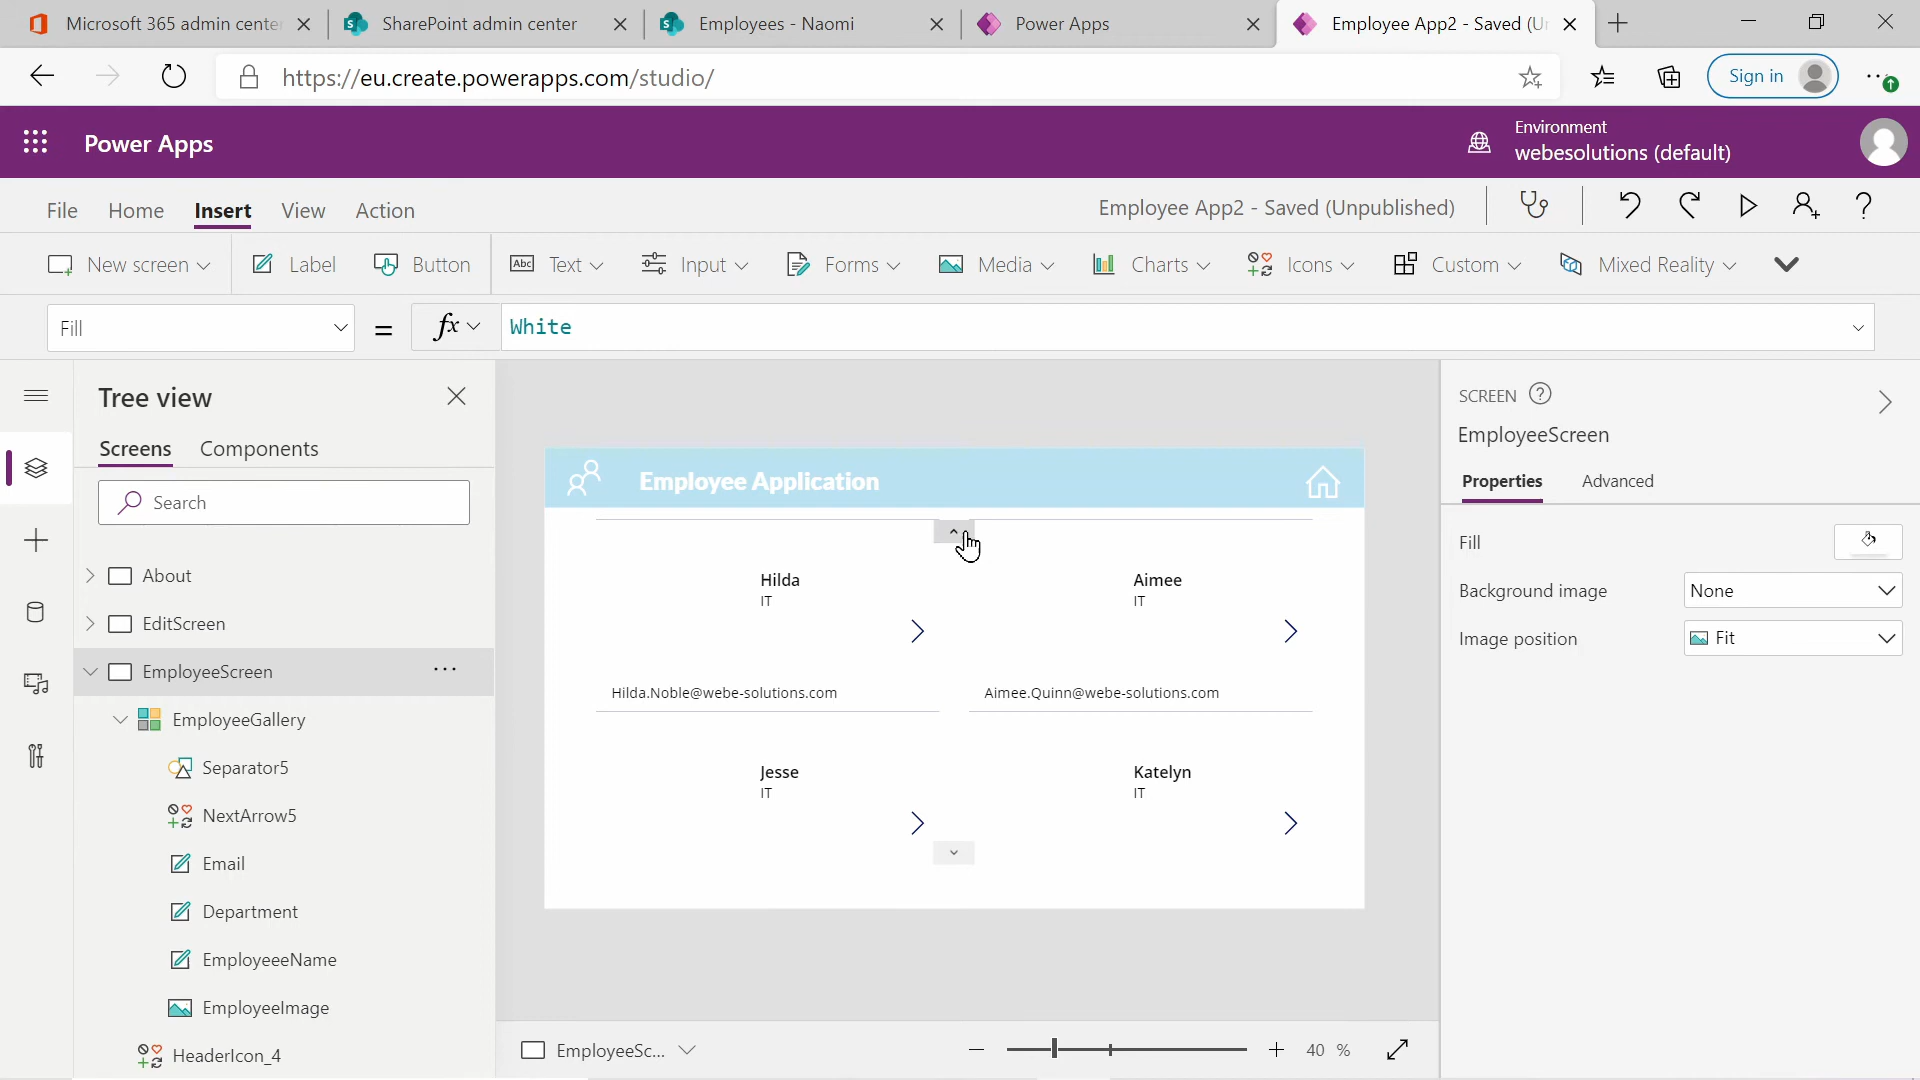 Microsoft 365 admin center
SharePoint admin center
Employees - Naomi
Power Apps
Employee App2 - Saved (Ur
https://eu.create.powerapps.com/studio/
Sign in
Power Apps
Environment
webesolutions (default)
File
Home
Insert
View
Action
Employee App2 - Saved (Unpublished)
New screen
Label
Button
Abc
Text
Input
Forms
Media
Charts
Icons
Custom
Mixed Reality
Fill
=
fx
White
Tree view
Screens
Components
Search
About
EditScreen
EmployeeScreen
EmployeeGallery
Separator5
NextArrow5
Email
Department
EmployeeeName
EmployeeImage
HeaderIcon_4
Employee Application
Hilda
IT
Hilda.Noble@webe-solutions.com
Aimee
IT
Aimee.Quinn@webe-solutions.com
Jesse
IT
Katelyn
IT
EmployeeSc...
40 %
SCREEN
EmployeeScreen
Properties
Advanced
Fill
Background image
None
Image position
Fit